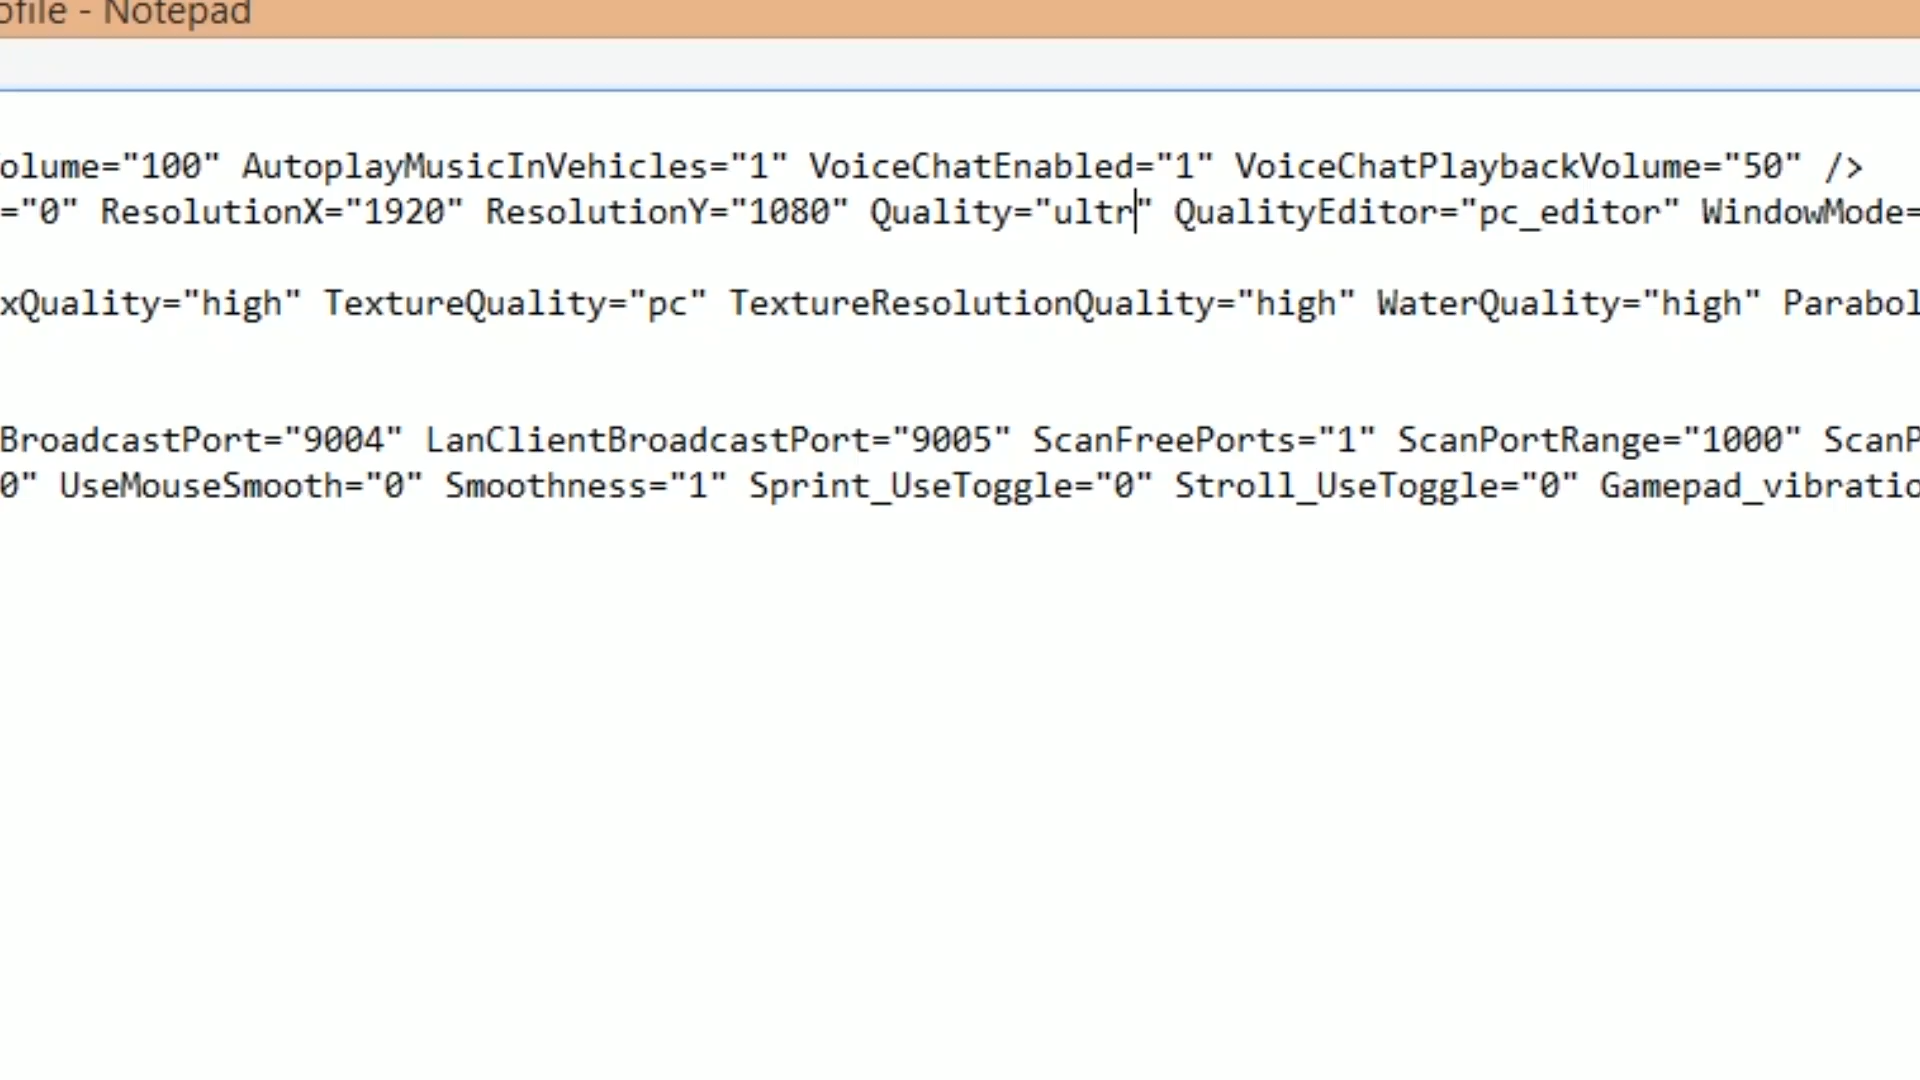 ofile - Notepad
olume="100" AutoplayMusicInVehicles="1" VoiceChatEnabled="1" VoiceChatPlaybackVolume="50" />
="0" ResolutionX="1920" ResolutionY="1080" Quality="ultr" QualityEditor="pc_editor" WindowMode=
xQuality="high" TextureQuality="pc" TextureResolutionQuality="high" WaterQuality="high" Parabol
BroadcastPort="9004" LanClientBroadcastPort="9005" ScanFreePorts="1" ScanPortRange="1000" ScanP
0" UseMouseSmooth="0" Smoothness="1" Sprint_UseToggle="0" Stroll_UseToggle="0" Gamepad_vibratio